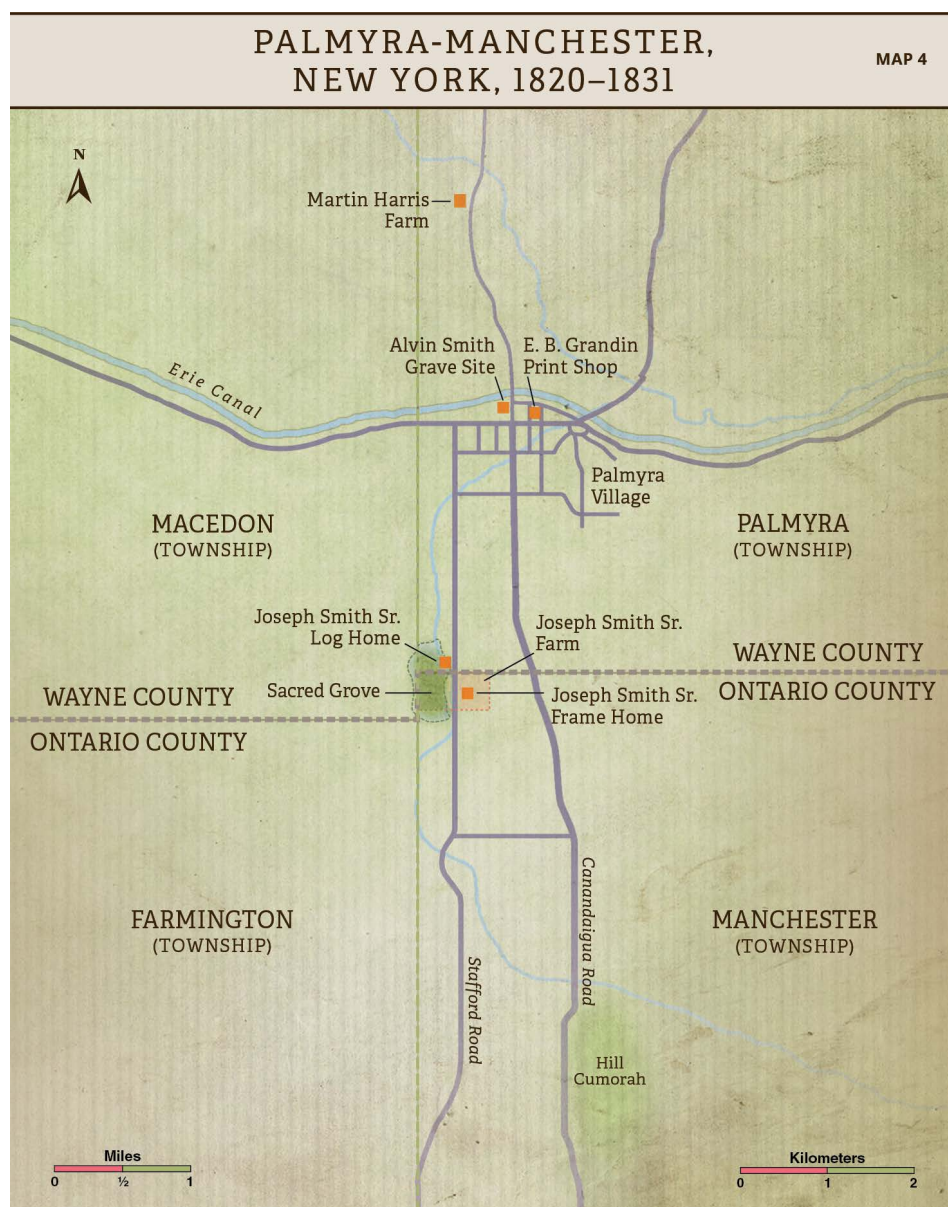 PALMYRA-MANCHESTER,
NEW YORK, 1820–1831
MAP 4
N
Martin Harris
Farm
Alvin Smith
Grave Site
E. B. Grandin
Print Shop
Erie Canal
Palmyra
Village
MACEDON
(TOWNSHIP)
PALMYRA
(TOWNSHIP)
Joseph Smith Sr.
Log Home
Joseph Smith Sr.
Farm
WAYNE COUNTY
Sacred Grove
WAYNE COUNTY
ONTARIO COUNTY
Joseph Smith Sr.
Frame Home
ONTARIO COUNTY
Canandaigua Road
FARMINGTON
(TOWNSHIP)
MANCHESTER
(TOWNSHIP)
Stafford Road
Hill
Cumorah
Miles
0 ½ 1
Kilometers
0 1 2